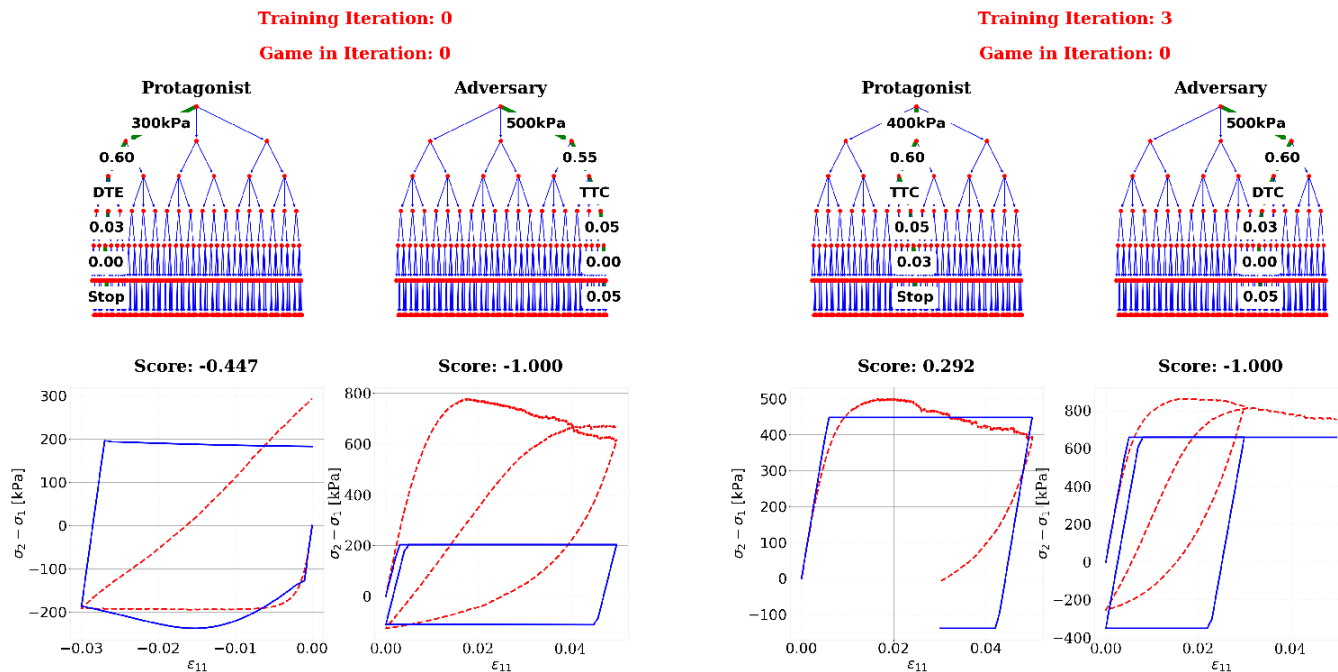 Training Iteration: 0
Game in Iteration: 0
Protagonist
Adversary
300kPa
500kPa
0.60
0.55
DTE
TTC
0.03
0.05
0.00
0.00
Stop
0.05
Score: -0.447
Score: -1.000
300
200
100
0
−100
−200
σ₂ − σ₁ [kPa]
−0.03
−0.02
−0.01
0.00
ε₁₁
800
600
400
200
0
σ₂ − σ₁ [kPa]
0.00
0.02
0.04
ε₁₁
Training Iteration: 3
Game in Iteration: 0
Protagonist
Adversary
400kPa
500kPa
0.60
0.60
TTC
DTC
0.05
0.03
0.03
0.00
Stop
0.05
Score: 0.292
Score: -1.000
500
400
300
200
100
0
−100
σ₂ − σ₁ [kPa]
0.00
0.02
0.04
ε₁₁
800
600
400
200
0
−200
−400
σ₂ − σ₁ [kPa]
0.00
0.02
0.04
ε₁₁